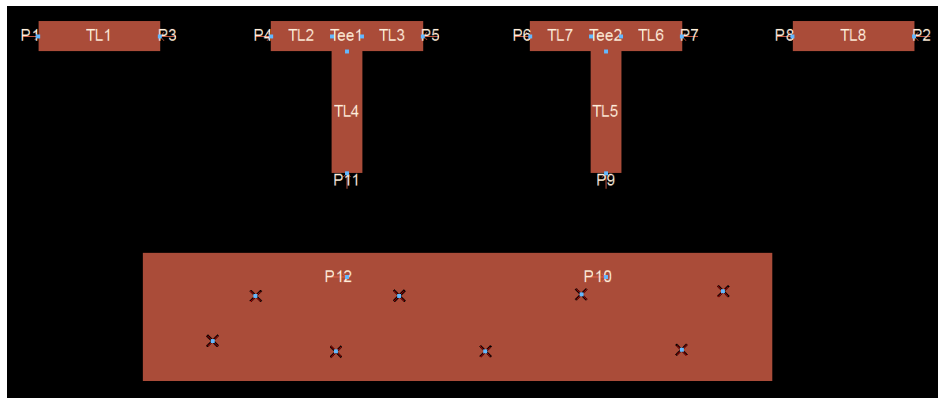 P1 TL1 P3 P4 TL2 Tee1 TL3 P5 P6 TL7 Tee2 TL6 P7 P8 TL8 P2
TL4 TL5
P11 P9
P12 P10